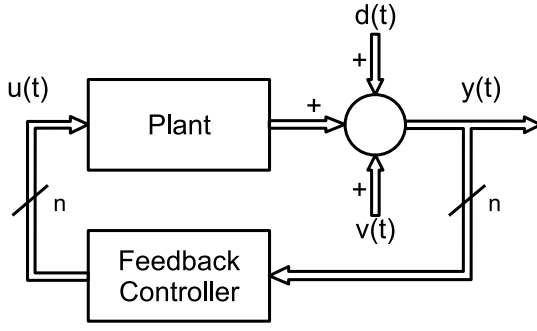 d(t)
+
u(t)
Plant
+
y(t)
+
n
v(t)
n
Feedback
Controller